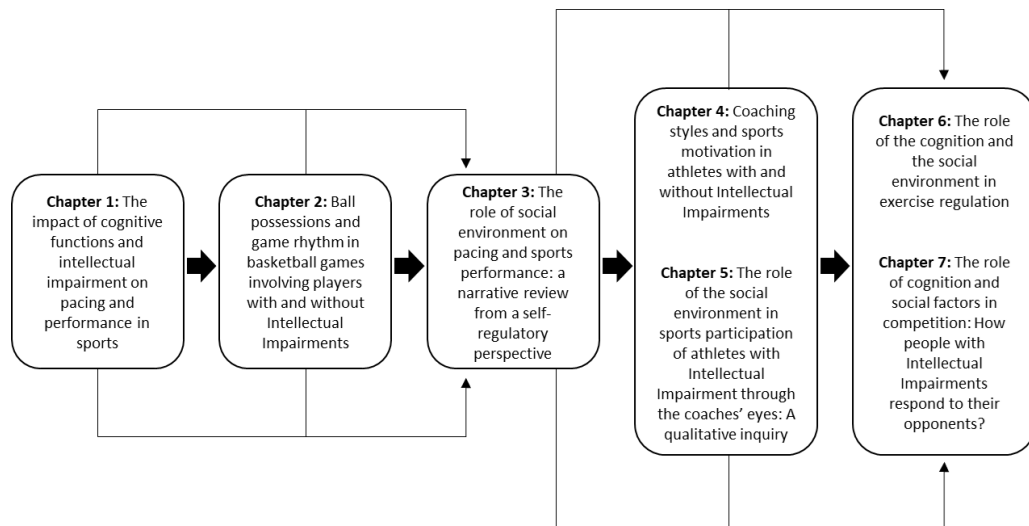 Chapter 1: The
impact of cognitive
functions and
intellectual
impairment on
pacing and
performance in
sports
Chapter 2: Ball
possessions and
game rhythm in
basketball games
involving players
with and without
Intellectual
Impairments
Chapter 3: The
role of social
environment on
pacing and sports
performance: a
narrative review
from a self-
regulatory
perspective
Chapter 4: Coaching
styles and sports
motivation in
athletes with and
without Intellectual
Impairments
Chapter 5: The role
of the social
environment in
sports participation
of athletes with
Intellectual
Impairment through
the coaches’ eyes: A
qualitative inquiry
Chapter 6: The role
of the cognition and
the social
environment in
exercise regulation
Chapter 7: The role
of cognition and
social factors in
competition: How
people with
Intellectual
Impairments
respond to their
opponents?